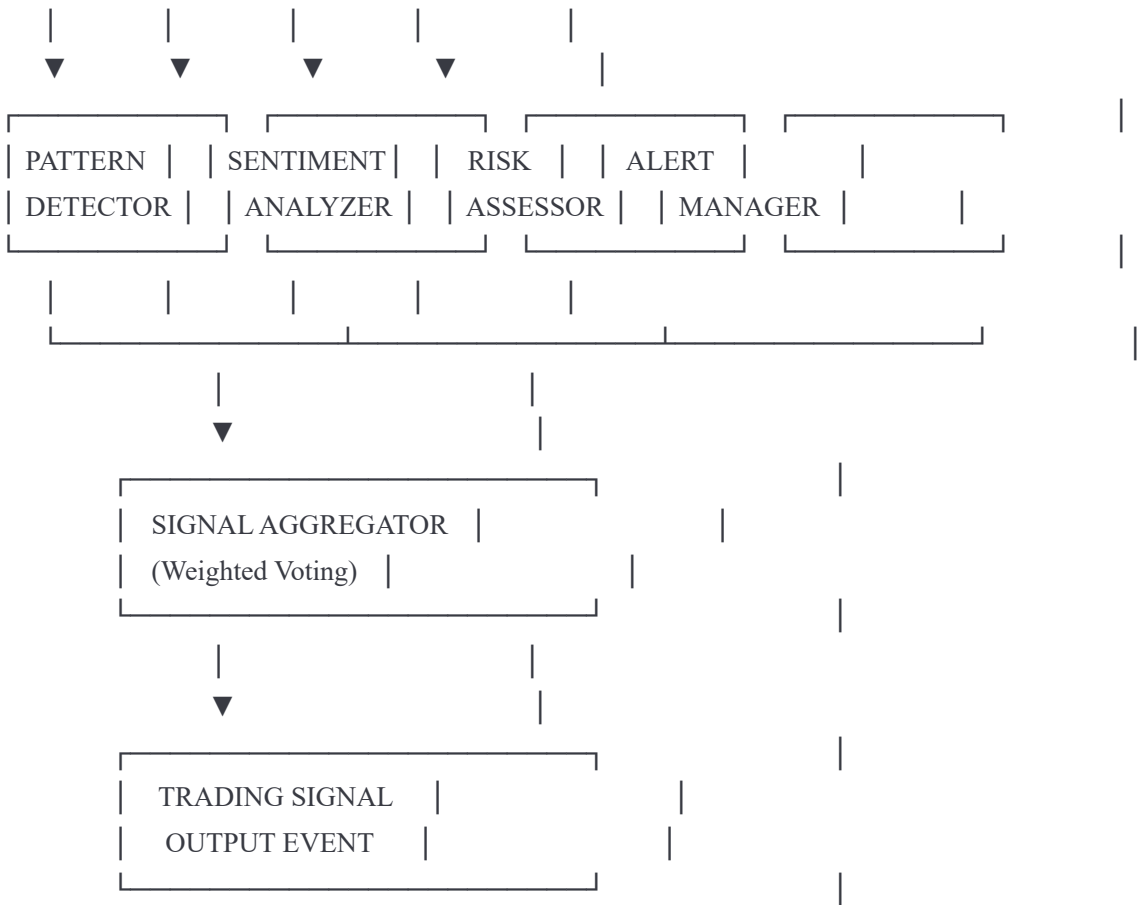 PATTERN SENTIMENT RISK ALERT
DETECTOR ANALYZER ASSESSOR MANAGER
SIGNAL AGGREGATOR
(Weighted Voting)
TRADING SIGNAL
OUTPUT EVENT